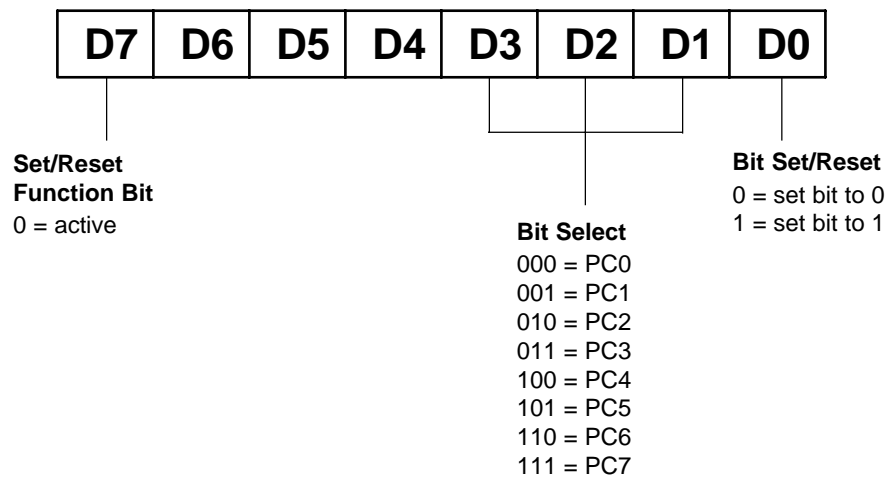 D7 D6 D5 D4 D3 D2 D1 D0
Set/Reset
Function Bit
0 = active
Bit Select
000 = PC0
001 = PC1
010 = PC2
011 = PC3
100 = PC4
101 = PC5
110 = PC6
111 = PC7
Bit Set/Reset
0 = set bit to 0
1 = set bit to 1